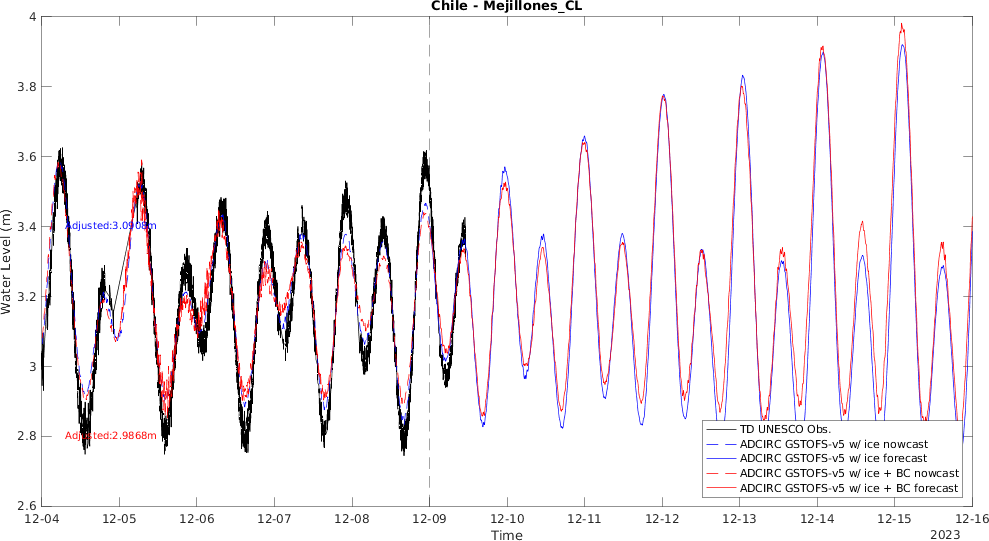 Chile - Mejillones_CL
4
3.8
3.6
3.4
3.2
3
2.8
2.6
Water Level (m)
Adjusted:3.0908m
Adjusted:2.9868m
TD UNESCO Obs.
ADCIRC GSTOFS-v5 w/ ice nowcast
ADCIRC GSTOFS-v5 w/ ice forecast
ADCIRC GSTOFS-v5 w/ ice + BC nowcast
ADCIRC GSTOFS-v5 w/ ice + BC forecast
12-04 12-05 12-06 12-07 12-08 12-09 12-10 12-11 12-12 12-13 12-14 12-15 12-16
Time
2023